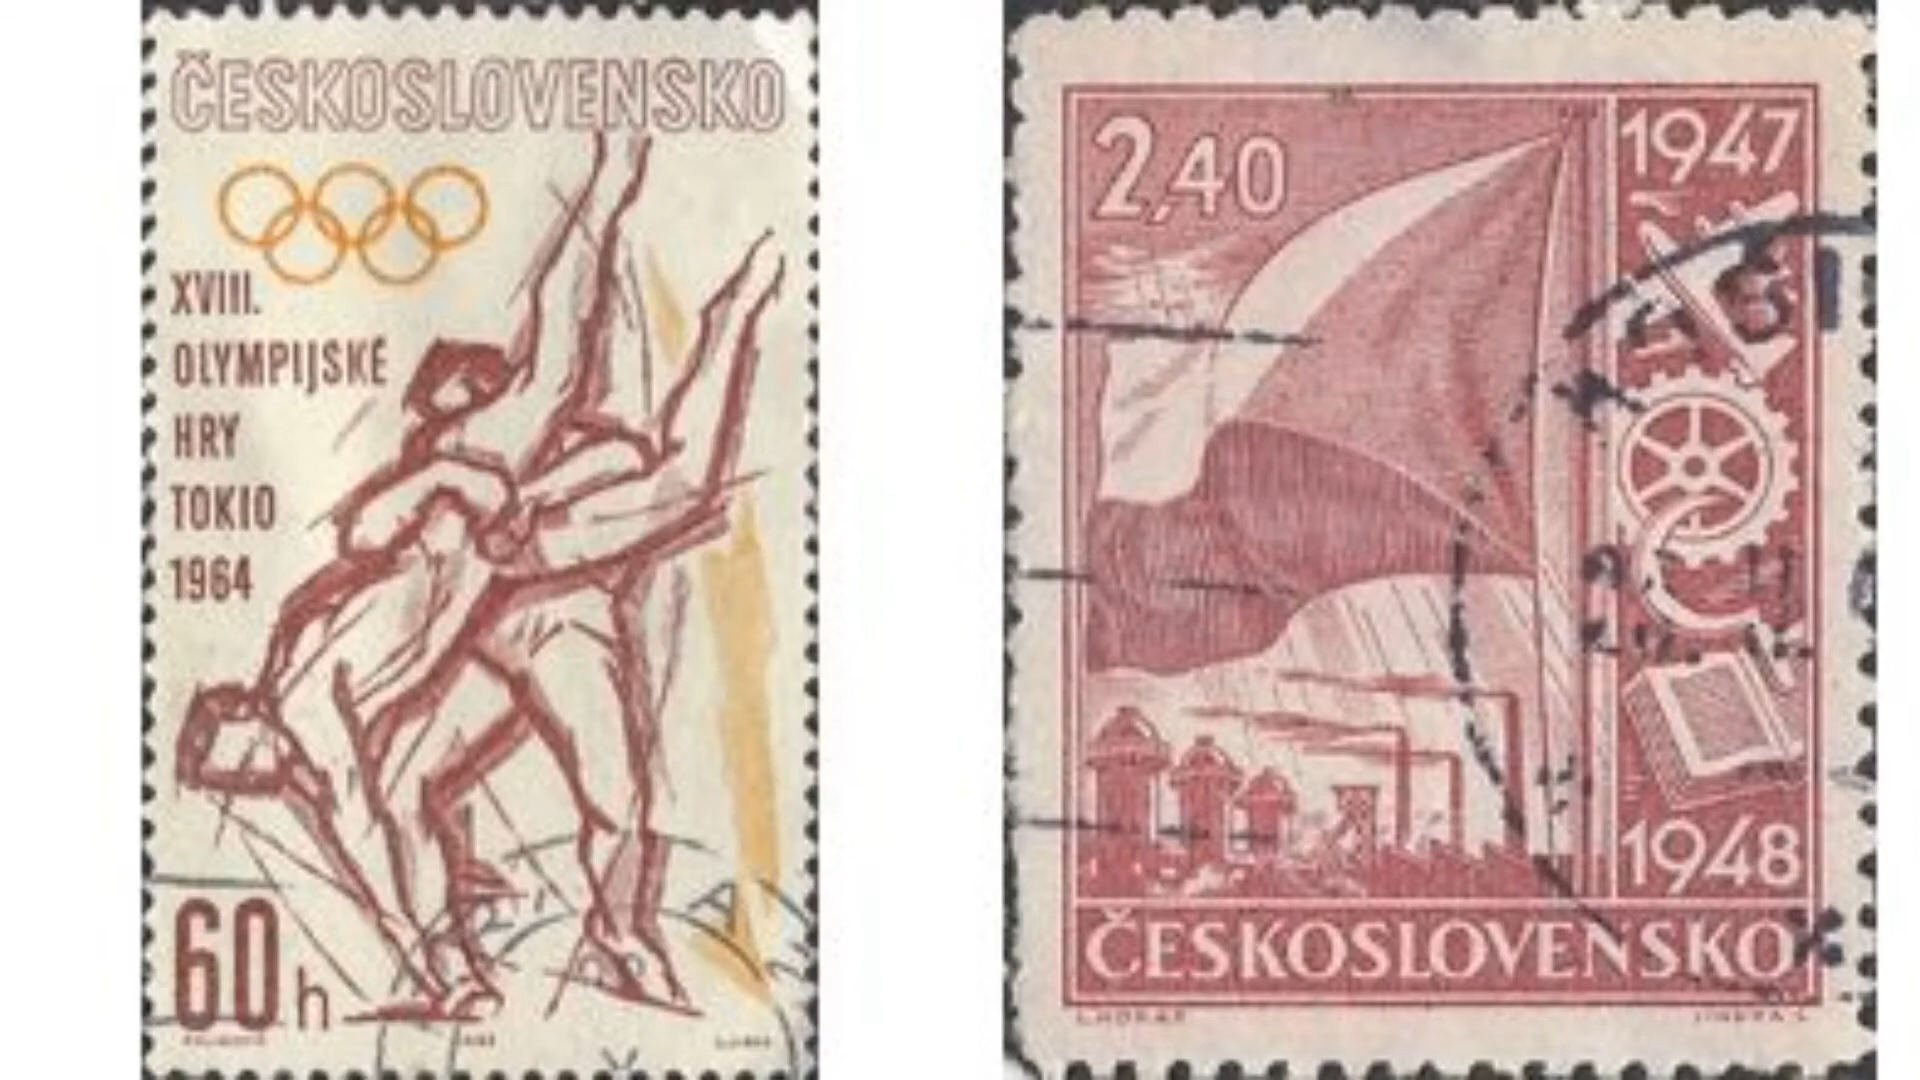 ČESKOSLOVENSKO
XVIII.
OLYMPIJSKÉ
HRY
TOKIO
1964
60 h
2,40
1947
1948
ČESKOSLOVENSKO